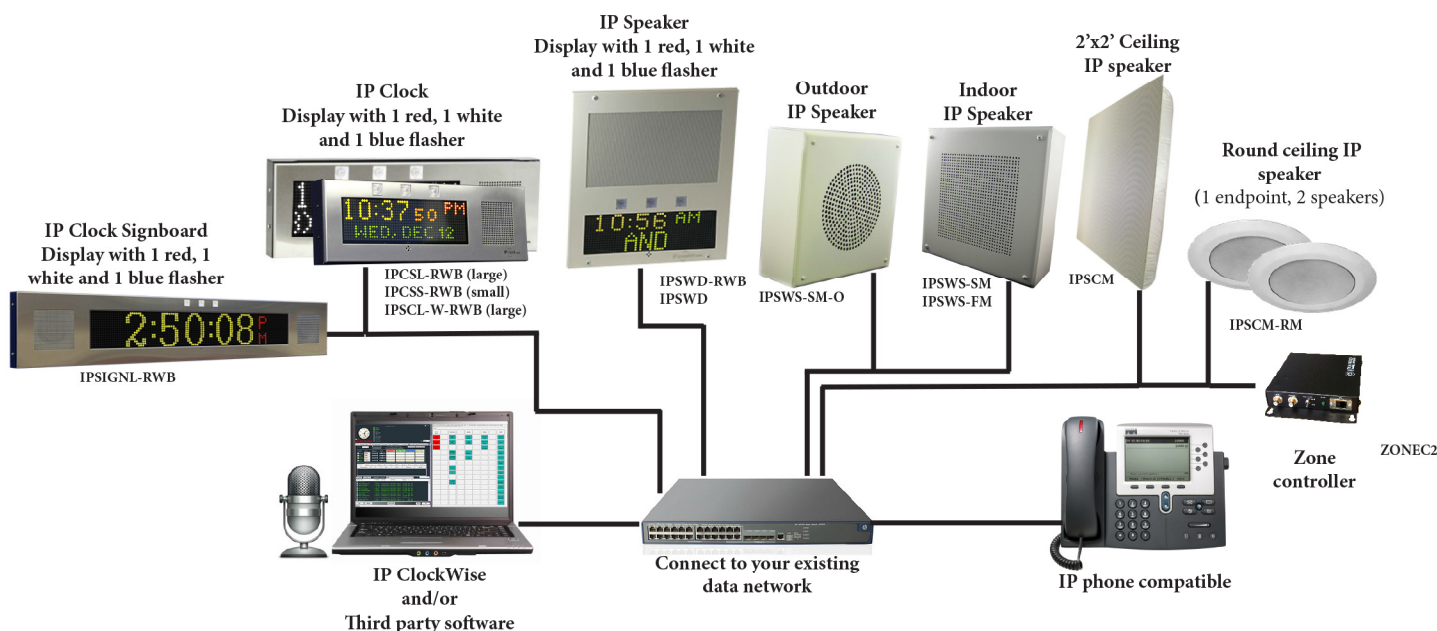 IP Speaker
Display with 1 red, 1 white
and 1 blue flasher
2'x2' Ceiling
IP speaker
IP Clock
Display with 1 red, 1 white
and 1 blue flasher
Outdoor
IP Speaker
Indoor
IP Speaker
Round ceiling IP
speaker
(1 endpoint, 2 speakers)
IP Clock Signboard
Display with 1 red, 1
white and 1 blue flasher
1
D
10:37 50 PM
WED, DEC 12
10:56 AM
AND
IPCSL-RWB (large)
IPCSS-RWB (small)
IPSCL-W-RWB (large)
IPSWD-RWB
IPSWD
IPSWS-SM-O
IPSWS-SM
IPSWS-FM
IPSCM
IPSCM-RM
2:50:08 PM
IPSIGNL-RWB
ZONEC2
Zone
controller
Connect to your existing
data network
IP phone compatible
IP ClockWise
and/or
Third party software